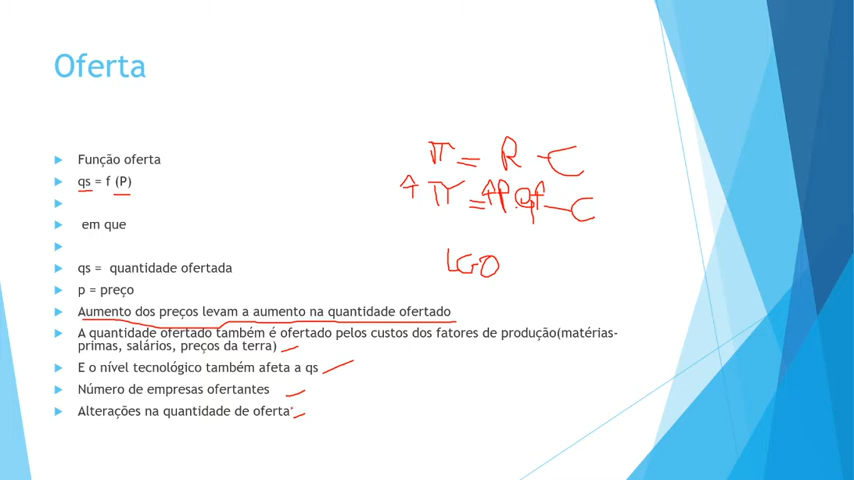 Oferta
Função oferta
qs = f (P)
em que
qs = quantidade ofertada
p = preço
Aumento dos preços levam a aumento na quantidade ofertado
A quantidade ofertado também é ofertado pelos custos dos fatores de produção(matérias-
primas, salários, preços da terra)
E o nível tecnológico também afeta a qs
Número de empresas ofertantes
Alterações na quantidade de oferta
π = R - C
↑ π = ↑P.Q↑ - C